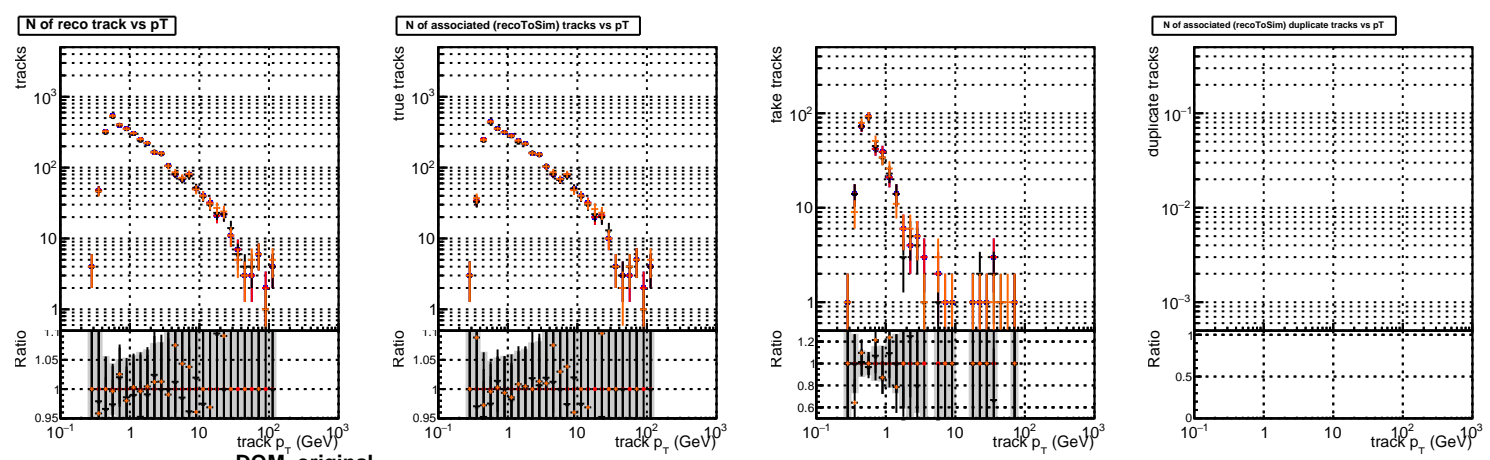 N of reco track vs pT
tracks
10³
10²
10
1
Ratio
1.1
1.05
1
0.95
10⁻¹ 1 10 10² 10³
track p_T (GeV)
N of associated (recoToSim) tracks vs pT
true tracks
10³
10²
10
1
Ratio
1.1
1.05
1
0.95
10⁻¹ 1 10 10² 10³
track p_T (GeV)
fake tracks
10²
10
1
Ratio
1.2
1
0.8
0.6
10⁻¹ 1 10 10² 10³
track p_T (GeV)
N of associated (recoToSim) duplicate tracks vs pT
duplicate tracks
10⁻¹
10⁻²
10⁻³
Ratio
1
0.5
0
10⁻¹ 1 10 10² 10³
track p_T (GeV)